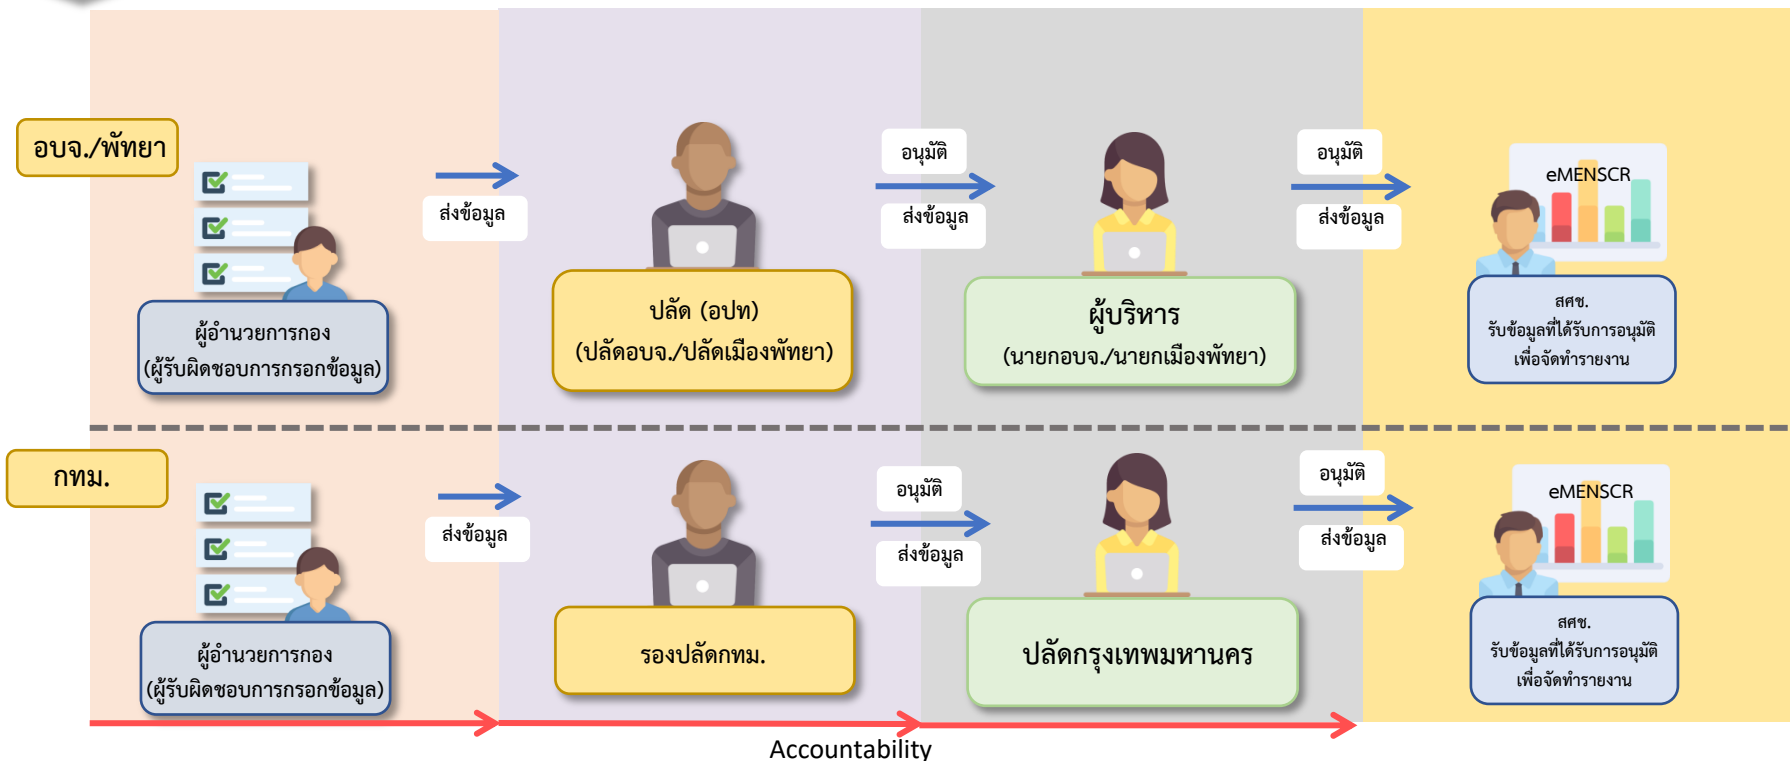 อบจ./พัทยา
ส่งข้อมูล
อนุมัติ
ส่งข้อมูล
อนุมัติ
ส่งข้อมูล
eMENSCR
ผู้อำนวยการกอง
(ผู้รับผิดชอบการกรอกข้อมูล)
ปลัด (อปท)
(ปลัดอบจ./ปลัดเมืองพัทยา)
ผู้บริหาร
(นายกอบจ./นายกเมืองพัทยา)
สศช.
รับข้อมูลที่ได้รับการอนุมัติ
เพื่อจัดทำรายงาน
กทม.
ส่งข้อมูล
อนุมัติ
ส่งข้อมูล
อนุมัติ
ส่งข้อมูล
eMENSCR
ผู้อำนวยการกอง
(ผู้รับผิดชอบการกรอกข้อมูล)
รองปลัดกทม.
ปลัดกรุงเทพมหานคร
สศช.
รับข้อมูลที่ได้รับการอนุมัติ
เพื่อจัดทำรายงาน
Accountability